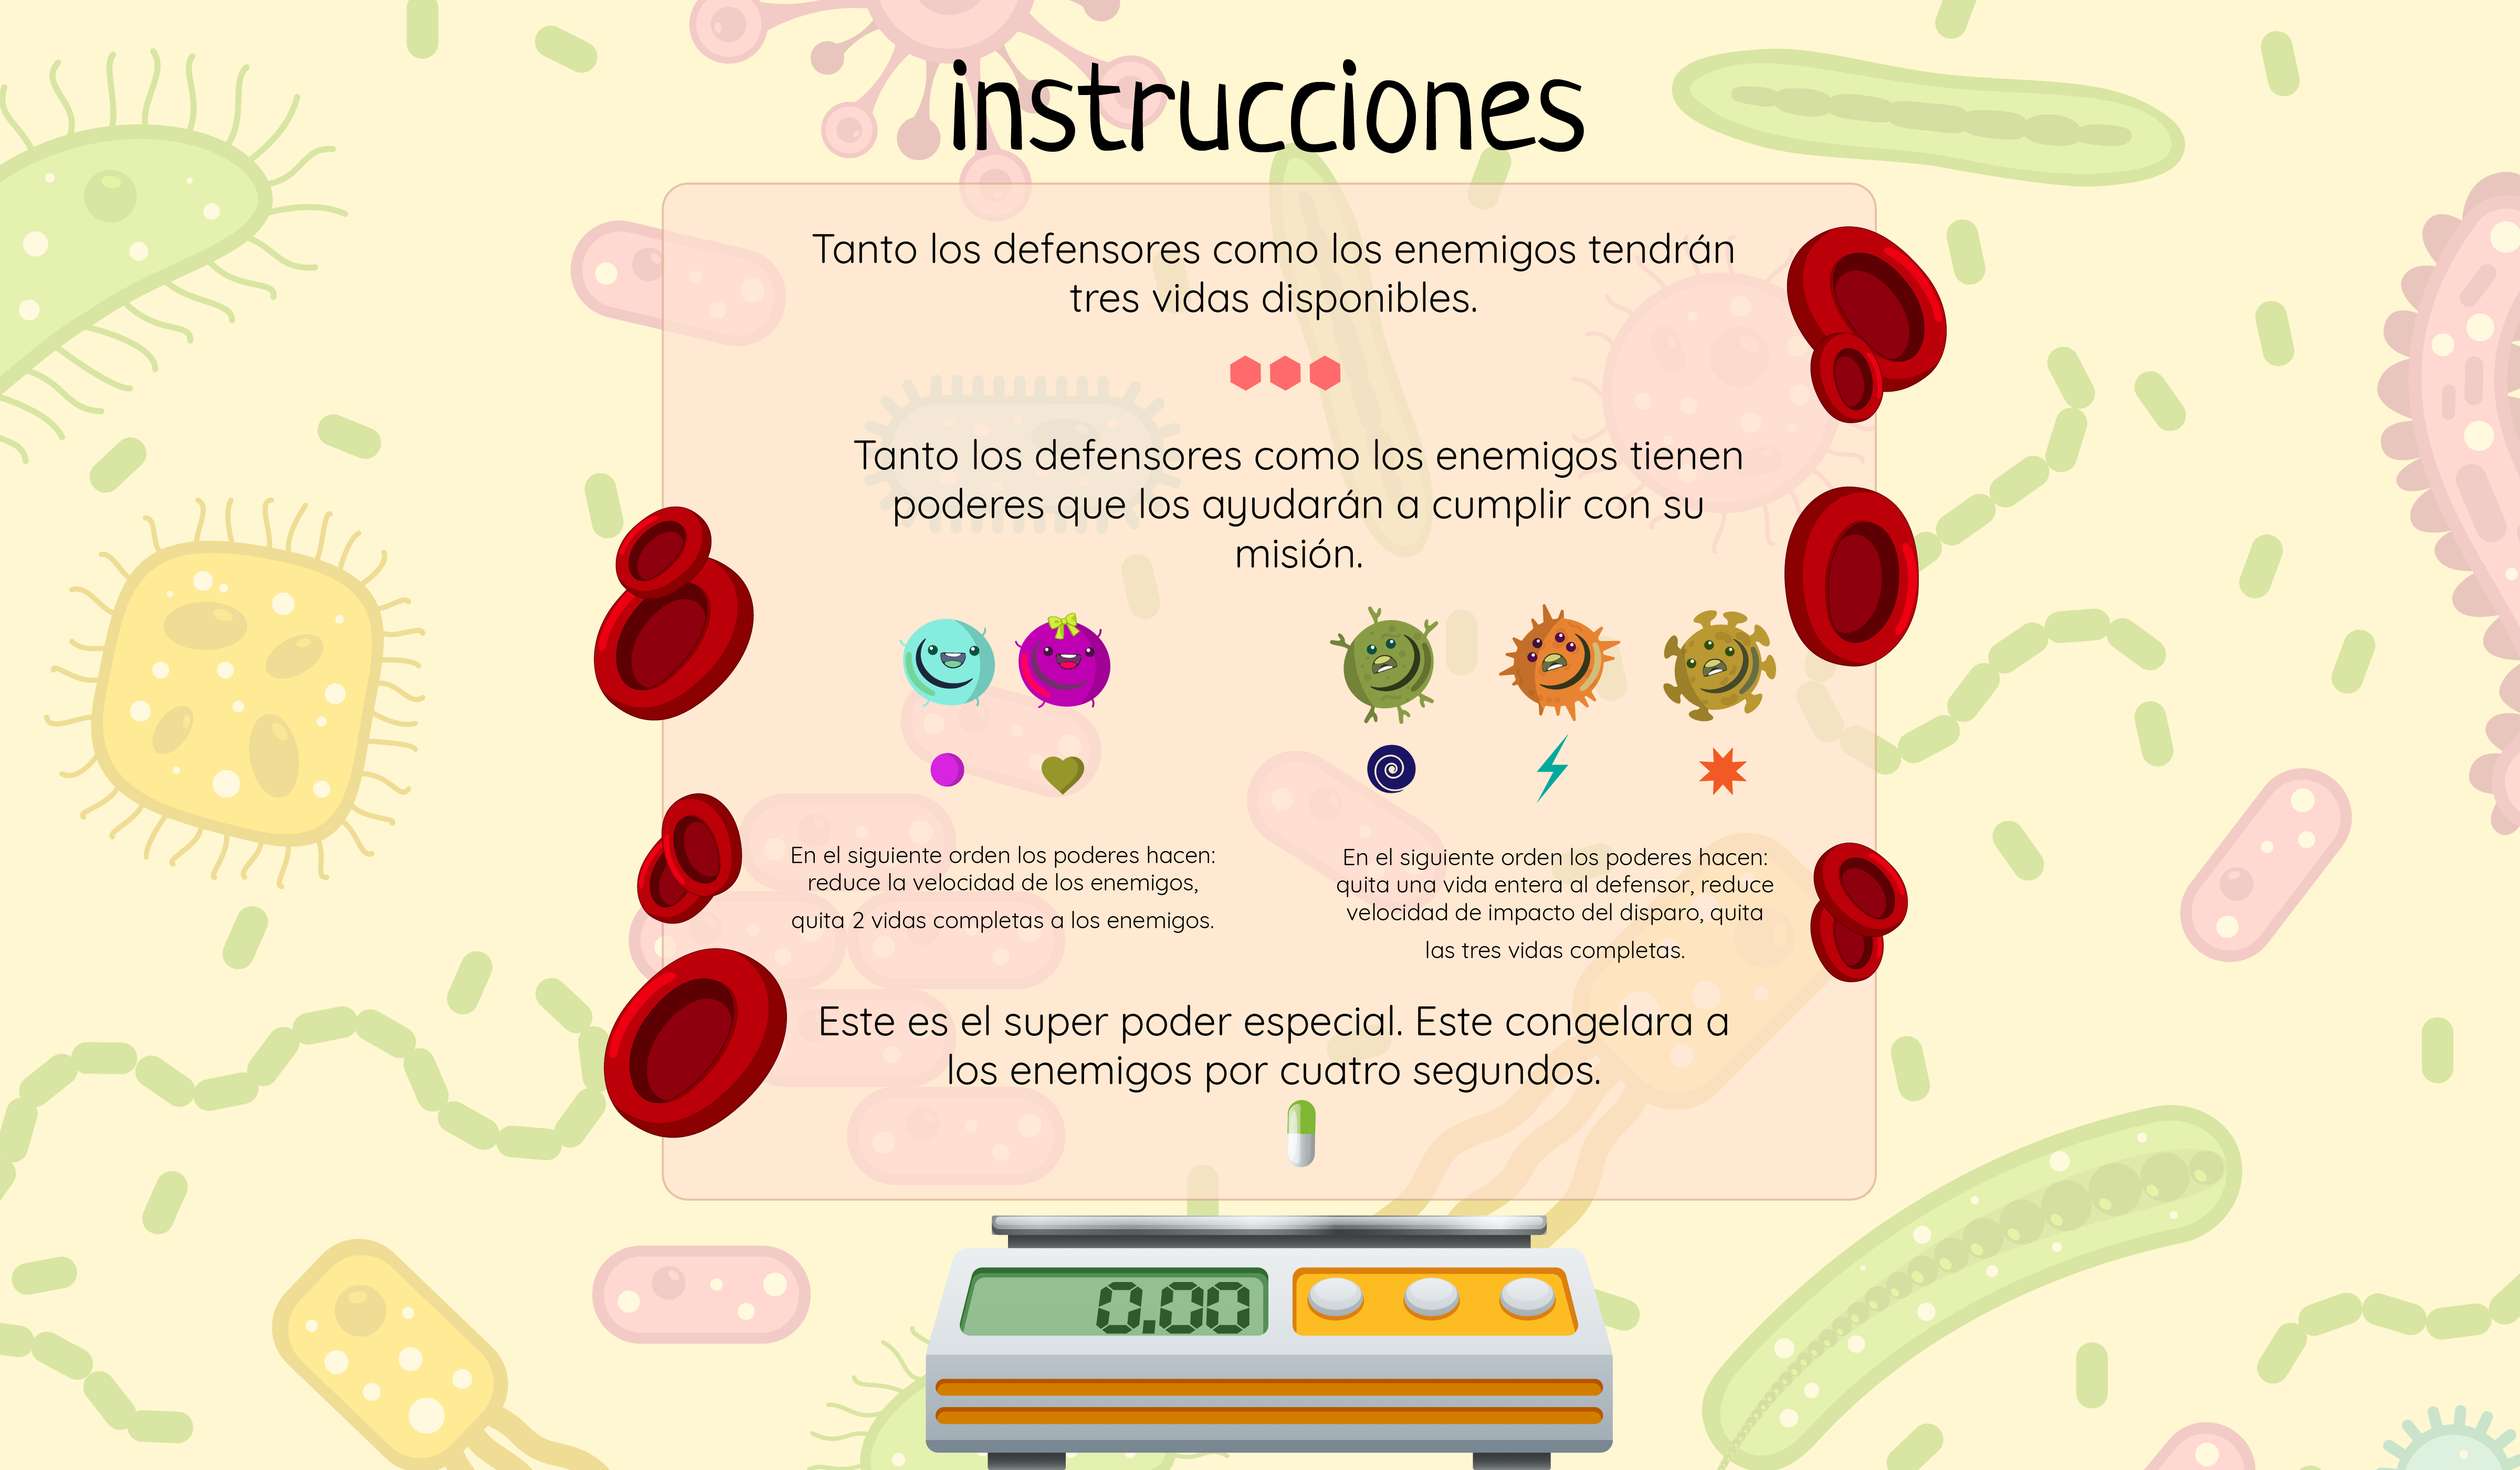 instrucciones
Tanto los defensores como los enemigos tendrán
tres vidas disponibles.
Tanto los defensores como los enemigos tienen
poderes que los ayudarán a cumplir con su
misión.
En el siguiente orden los poderes hacen:
reduce la velocidad de los enemigos,
quita 2 vidas completas a los enemigos.
En el siguiente orden los poderes hacen:
quita una vida entera al defensor, reduce
velocidad de impacto del disparo, quita
las tres vidas completas.
Este es el super poder especial. Este congelara a
los enemigos por cuatro segundos.
0.00